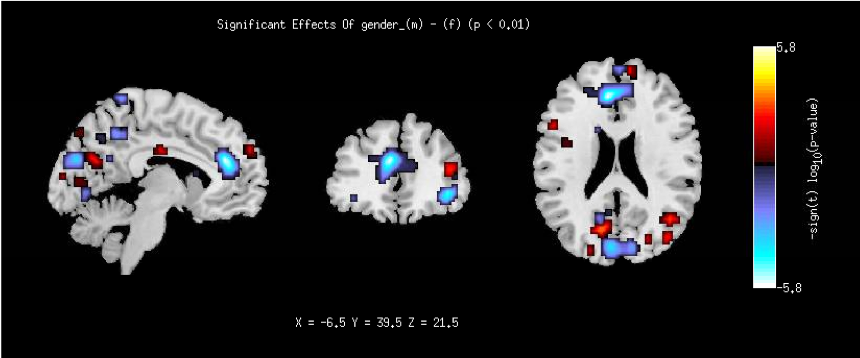 Significant Effects Of gender_(m) - (f) (p < 0.01)
5.8
-sign(t) log10(p-value)
-5.8
X = -6.5 Y = 39.5 Z = 21.5